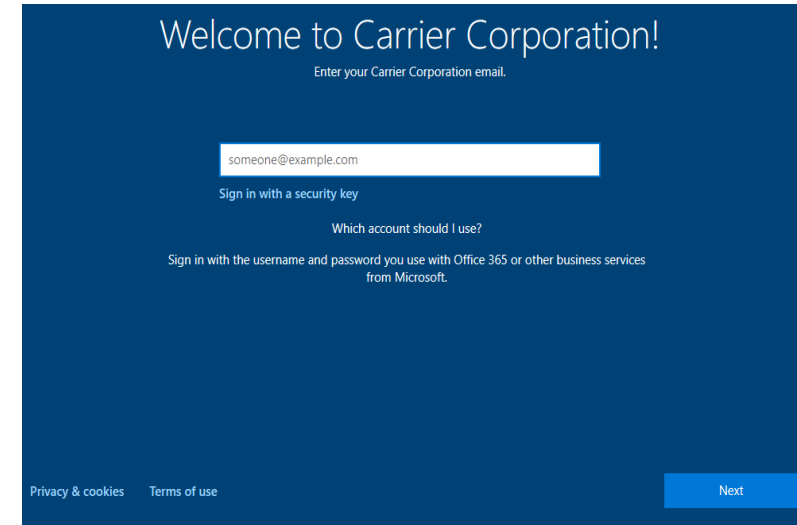 Welcome to Carrier Corporation!
Enter your Carrier Corporation email.
someone@example.com
Sign in with a security key
Which account should I use?
Sign in with the username and password you use with Office 365 or other business services
from Microsoft.
Privacy & cookies Terms of use Next